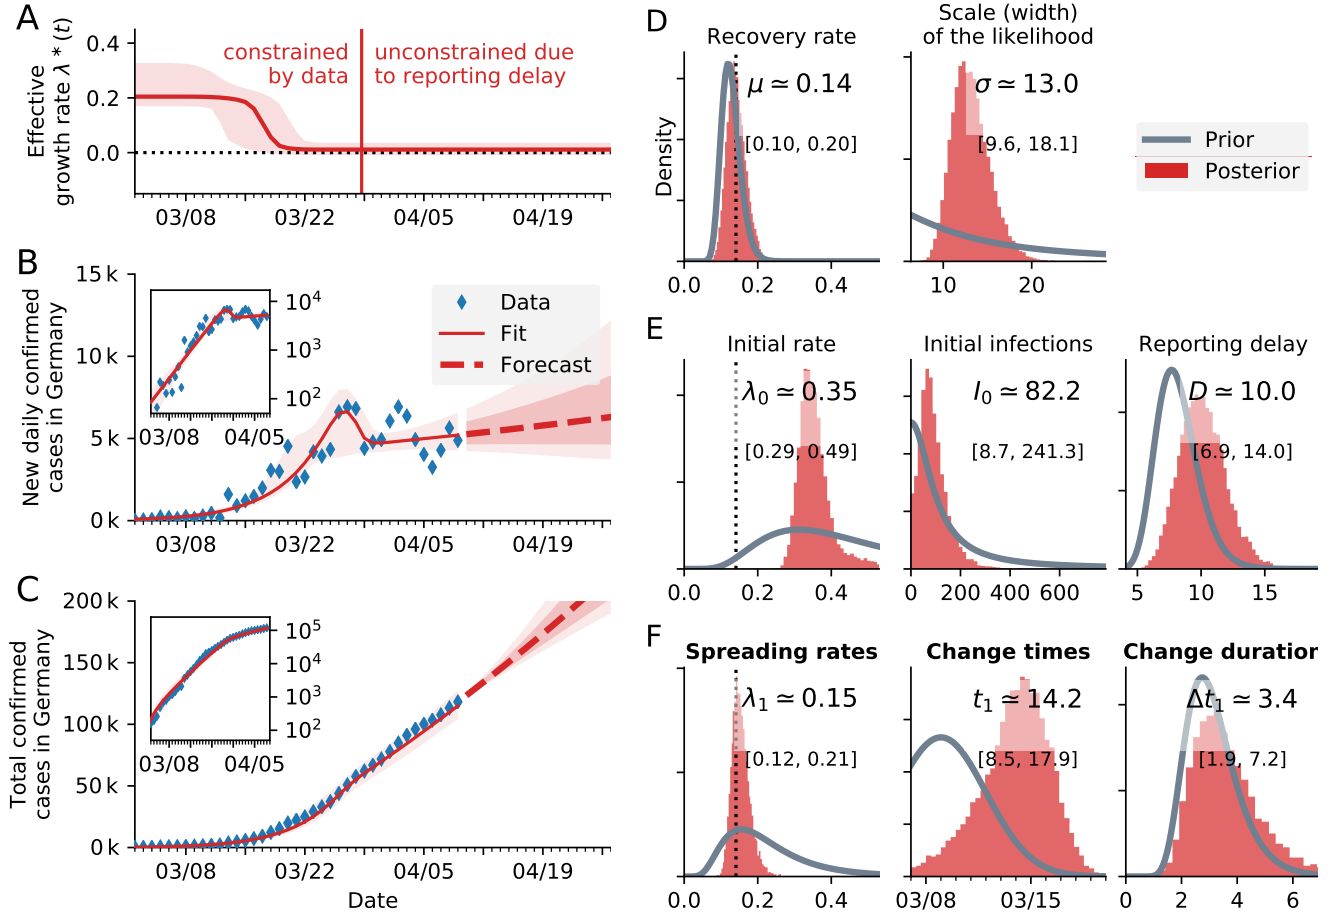 A
Effective
growth rate λ*(t)
0.4
0.2
0.0
constrained
by data
unconstrained due
to reporting delay
03/08
03/22
04/05
04/19
B
New daily confirmed
cases in Germany
15 k
10 k
5 k
0 k
10⁴
10³
10²
03/08
04/05
Data
Fit
Forecast
03/08
03/22
04/05
04/19
C
Total confirmed
cases in Germany
200 k
150 k
100 k
50 k
0 k
10⁵
10⁴
10³
10²
03/08
04/05
03/08
03/22
04/05
04/19
Date
D
Recovery rate
μ ≃ 0.14
[0.10, 0.20]
Density
0.0
0.2
0.4
Scale (width)
of the likelihood
σ ≃ 13.0
[9.6, 18.1]
10
20
Prior
Posterior
E
Initial rate
λ₀ ≃ 0.35
[0.29, 0.49]
0.0
0.2
0.4
Initial infections
I₀ ≃ 82.2
[8.7, 241.3]
0
200
400
600
Reporting delay
D ≃ 10.0
[6.9, 14.0]
5
10
15
F
Spreading rates
λ₁ ≃ 0.15
[0.12, 0.21]
0.0
0.2
0.4
Change times
t₁ ≃ 14.2
[8.5, 17.9]
03/08
03/15
Change duration
Δt₁ ≃ 3.4
[1.9, 7.2]
0
2
4
6